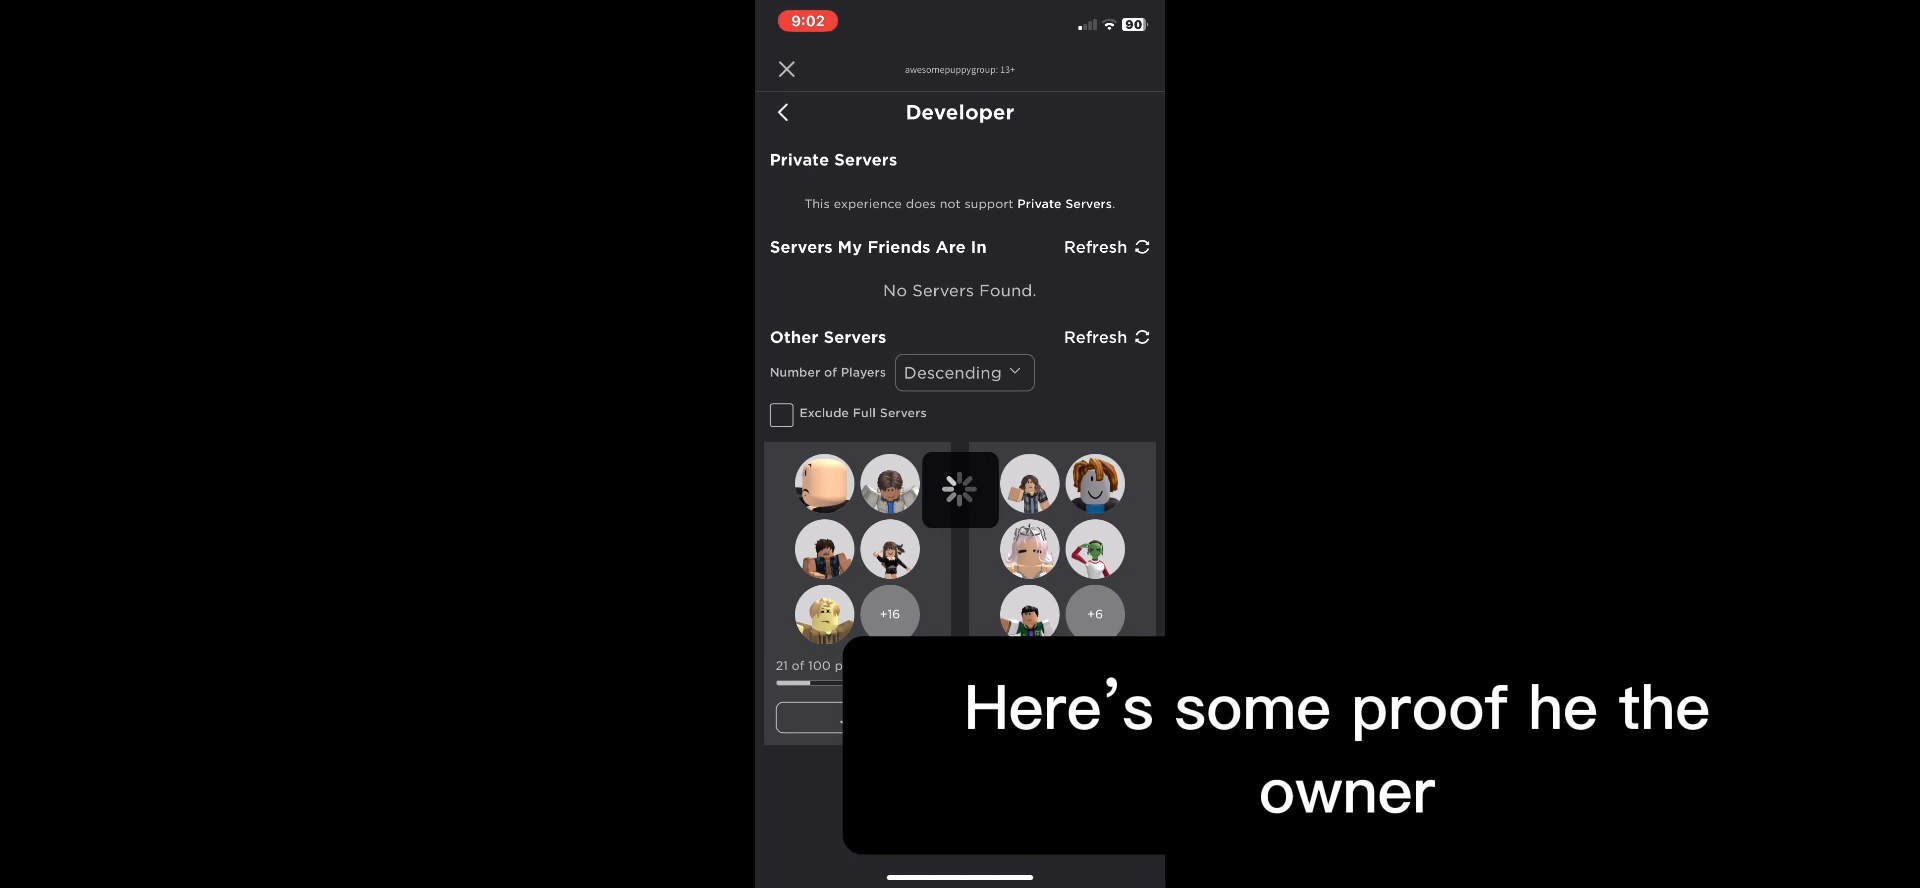 9:02
90
awesomepuppygroup: 13+
Developer
Private Servers
This experience does not support Private Servers.
Servers My Friends Are In
Refresh
No Servers Found.
Other Servers
Refresh
Number of Players
Descending
Exclude Full Servers
+16
+6
21 of 100 p
Here's some proof he the
owner